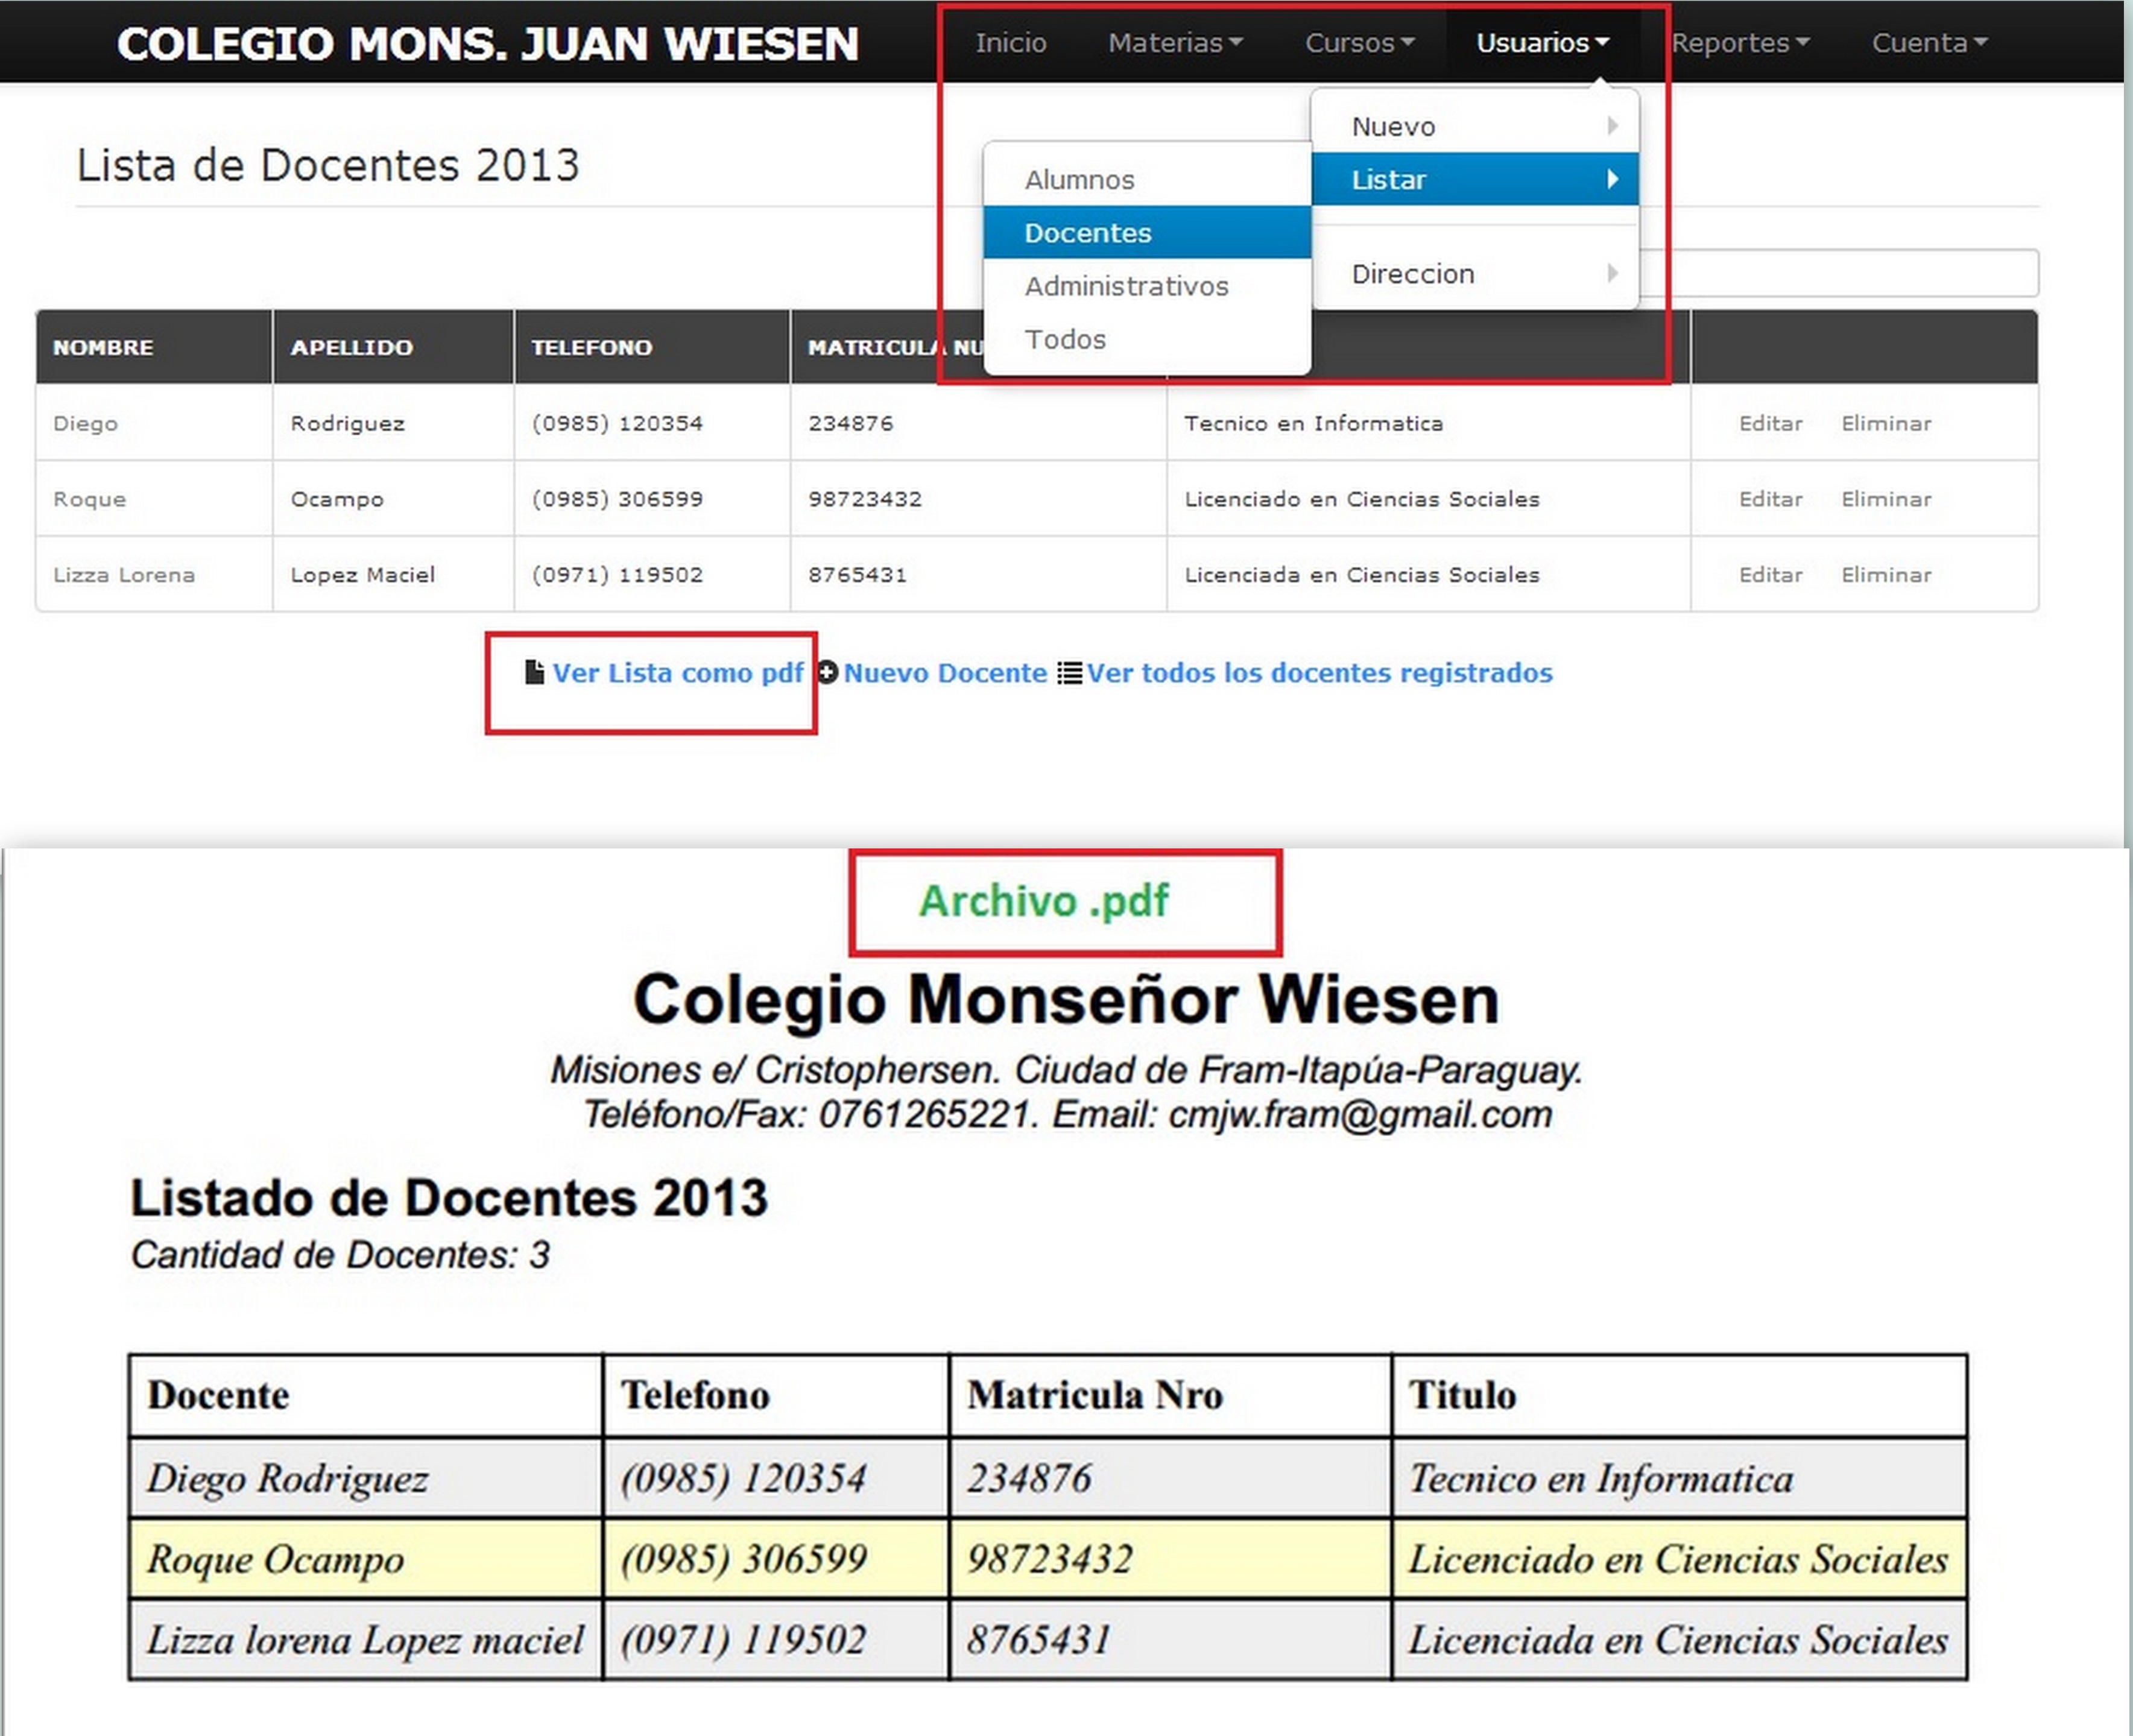 COLEGIO MONS. JUAN WIESEN Inicio Materias Cursos Usuarios Reportes Cuenta
Nuevo
Lista de Docentes 2013
Alumnos Listar
Docentes
Administrativos Direccion
Todos
NOMBRE APELLIDO TELEFONO MATRICULA NU
Diego Rodriguez (0985) 120354 234876 Tecnico en Informatica Editar Eliminar
Roque Ocampo (0985) 306599 98723432 Licenciado en Ciencias Sociales Editar Eliminar
Lizza Lorena Lopez Maciel (0971) 119502 8765431 Licenciada en Ciencias Sociales Editar Eliminar
Ver Lista como pdf Nuevo Docente Ver todos los docentes registrados
Archivo .pdf
Colegio Monseñor Wiesen
Misiones e/ Cristophersen. Ciudad de Fram-Itapúa-Paraguay.
Teléfono/Fax: 0761265221. Email: cmjw.fram@gmail.com
Listado de Docentes 2013
Cantidad de Docentes: 3
Docente Telefono Matricula Nro Titulo
Diego Rodriguez (0985) 120354 234876 Tecnico en Informatica
Roque Ocampo (0985) 306599 98723432 Licenciado en Ciencias Sociales
Lizza lorena Lopez maciel (0971) 119502 8765431 Licenciada en Ciencias Sociales